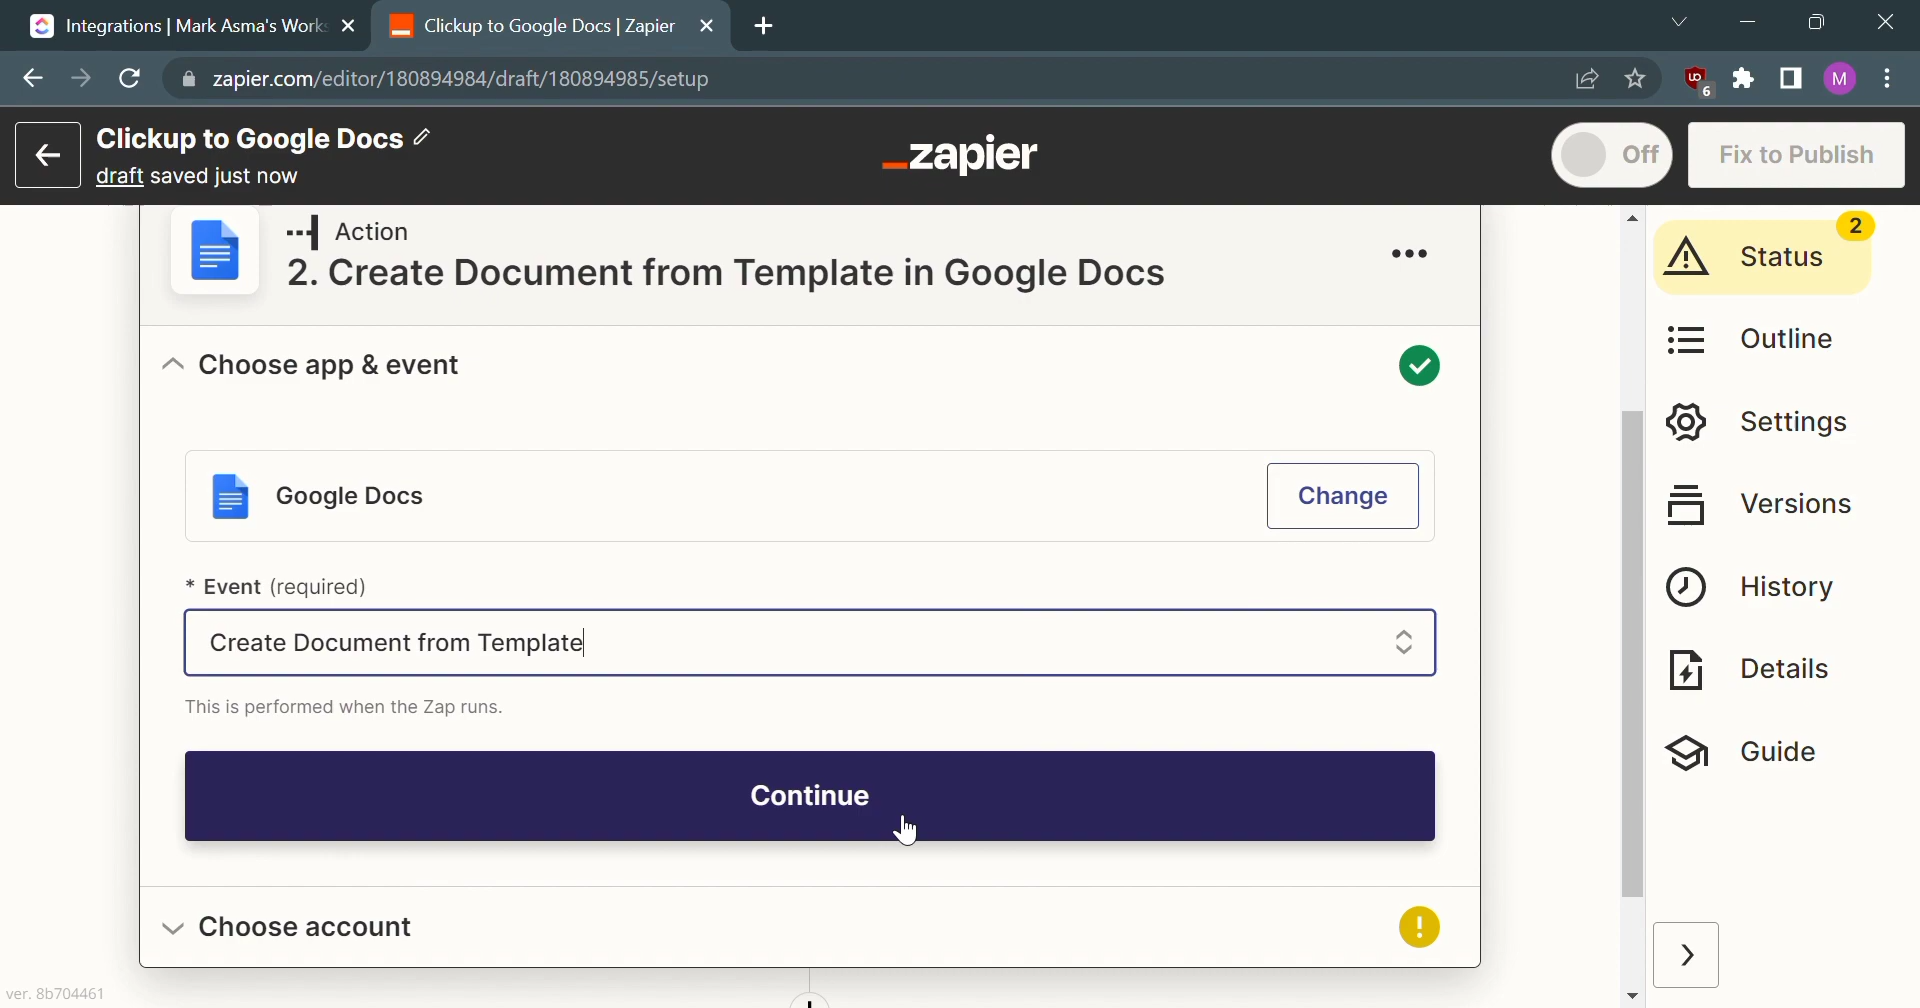 Integrations | Mark Asma's Works
Clickup to Google Docs | Zapier
zapier.com/editor/180894984/draft/180894985/setup
6
M
Clickup to Google Docs
draft saved just now
zapier
Off
Fix to Publish
Action
2. Create Document from Template in Google Docs
Choose app & event
Google Docs
Change
* Event (required)
Create Document from Template
This is performed when the Zap runs.
Continue
Choose account
2
Status
Outline
Settings
Versions
History
Details
Guide
ver. 8b704461